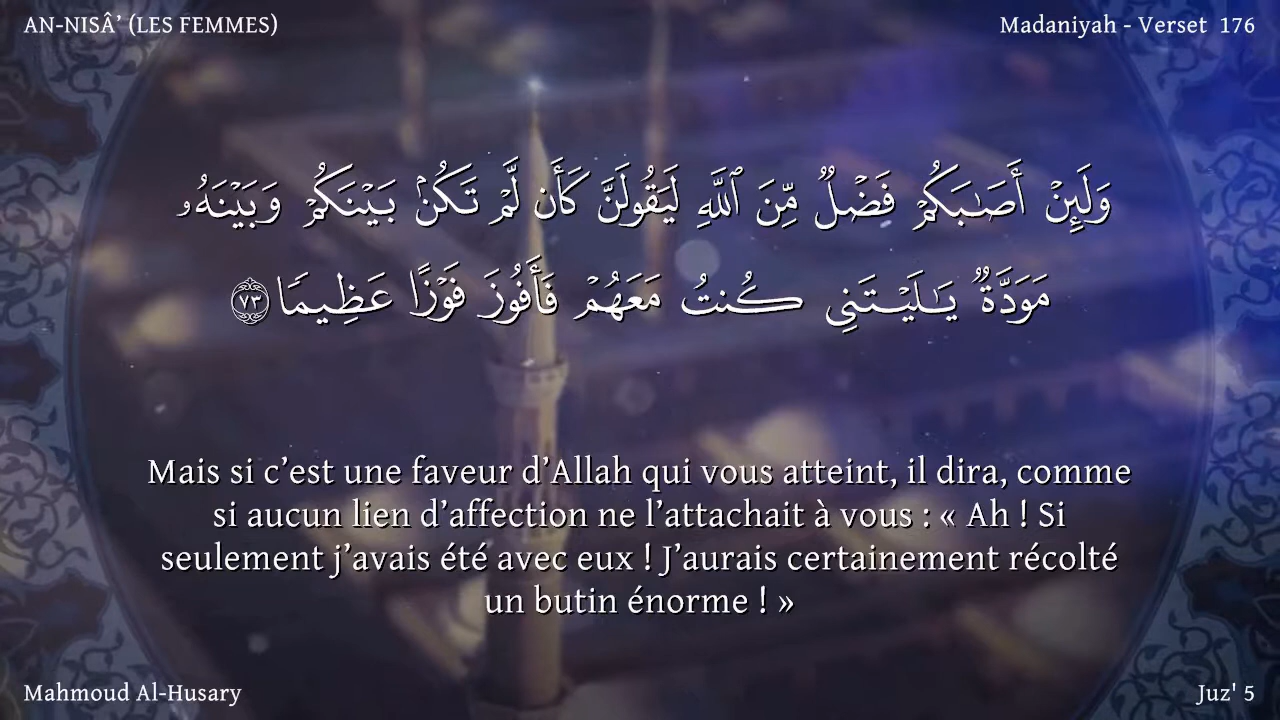 AN-NISÂ’ (LES FEMMES)
Madaniyah - Verset 176
وَلَئِنْ أَصَـٰبَكُمْ فَضْلٌ مِّنَ ٱللَّهِ لَيَقُولَنَّ كَأَن لَّمْ تَكُنۢ بَيْنَكُمْ وَبَيْنَهُۥ
مَوَدَّةٌ يَـٰلَيْتَنِى كُنتُ مَعَهُمْ فَأَفُوزَ فَوْزًا عَظِيمًا ٧٣
Mais si c’est une faveur d’Allah qui vous atteint, il dira, comme
si aucun lien d’affection ne l’attachait à vous : « Ah ! Si
seulement j’avais été avec eux ! J’aurais certainement récolté
un butin énorme ! »
Mahmoud Al-Husary
Juz' 5